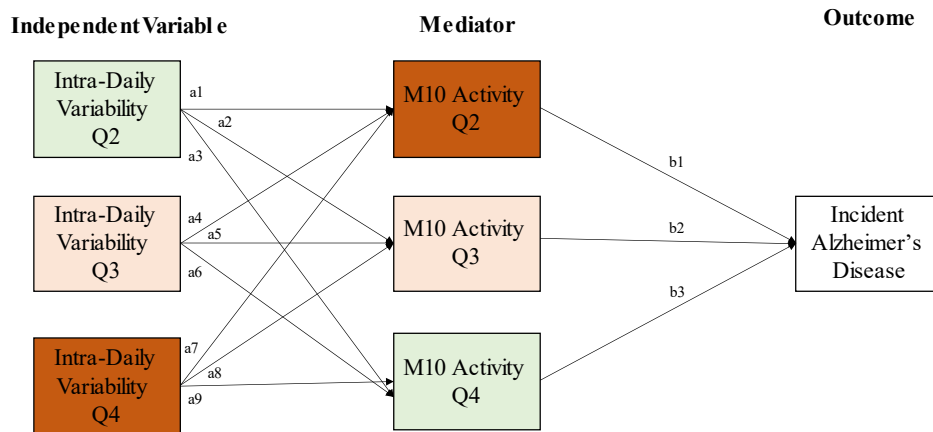 Independent Variable
Mediator
Outcome
Intra-Daily
Variability
Q2
a1
a2
a3
M10 Activity
Q2
b1
Intra-Daily
Variability
Q3
a4
a5
a6
M10 Activity
Q3
b2
Incident
Alzheimer's
Disease
b3
Intra-Daily
Variability
Q4
a7
a8
a9
M10 Activity
Q4